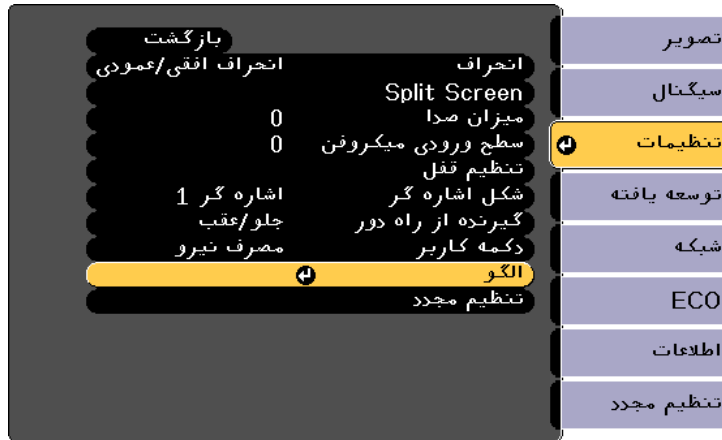 بازگشت
انحراف انحراف افقی/عمودی
Split Screen
میزان صدا 0
سطح ورودی میکروفن 0
تنظیم قفل
شکل اشاره گر اشاره گر 1
گیرنده از راه دور جلو/عقب
دکمه کاربر مصرف نیرو
الگو
تنظیم مجدد
تصویر
سیگنال
تنظیمات
توسعه یافته
شبکه
ECO
اطلاعات
تنظیم مجدد